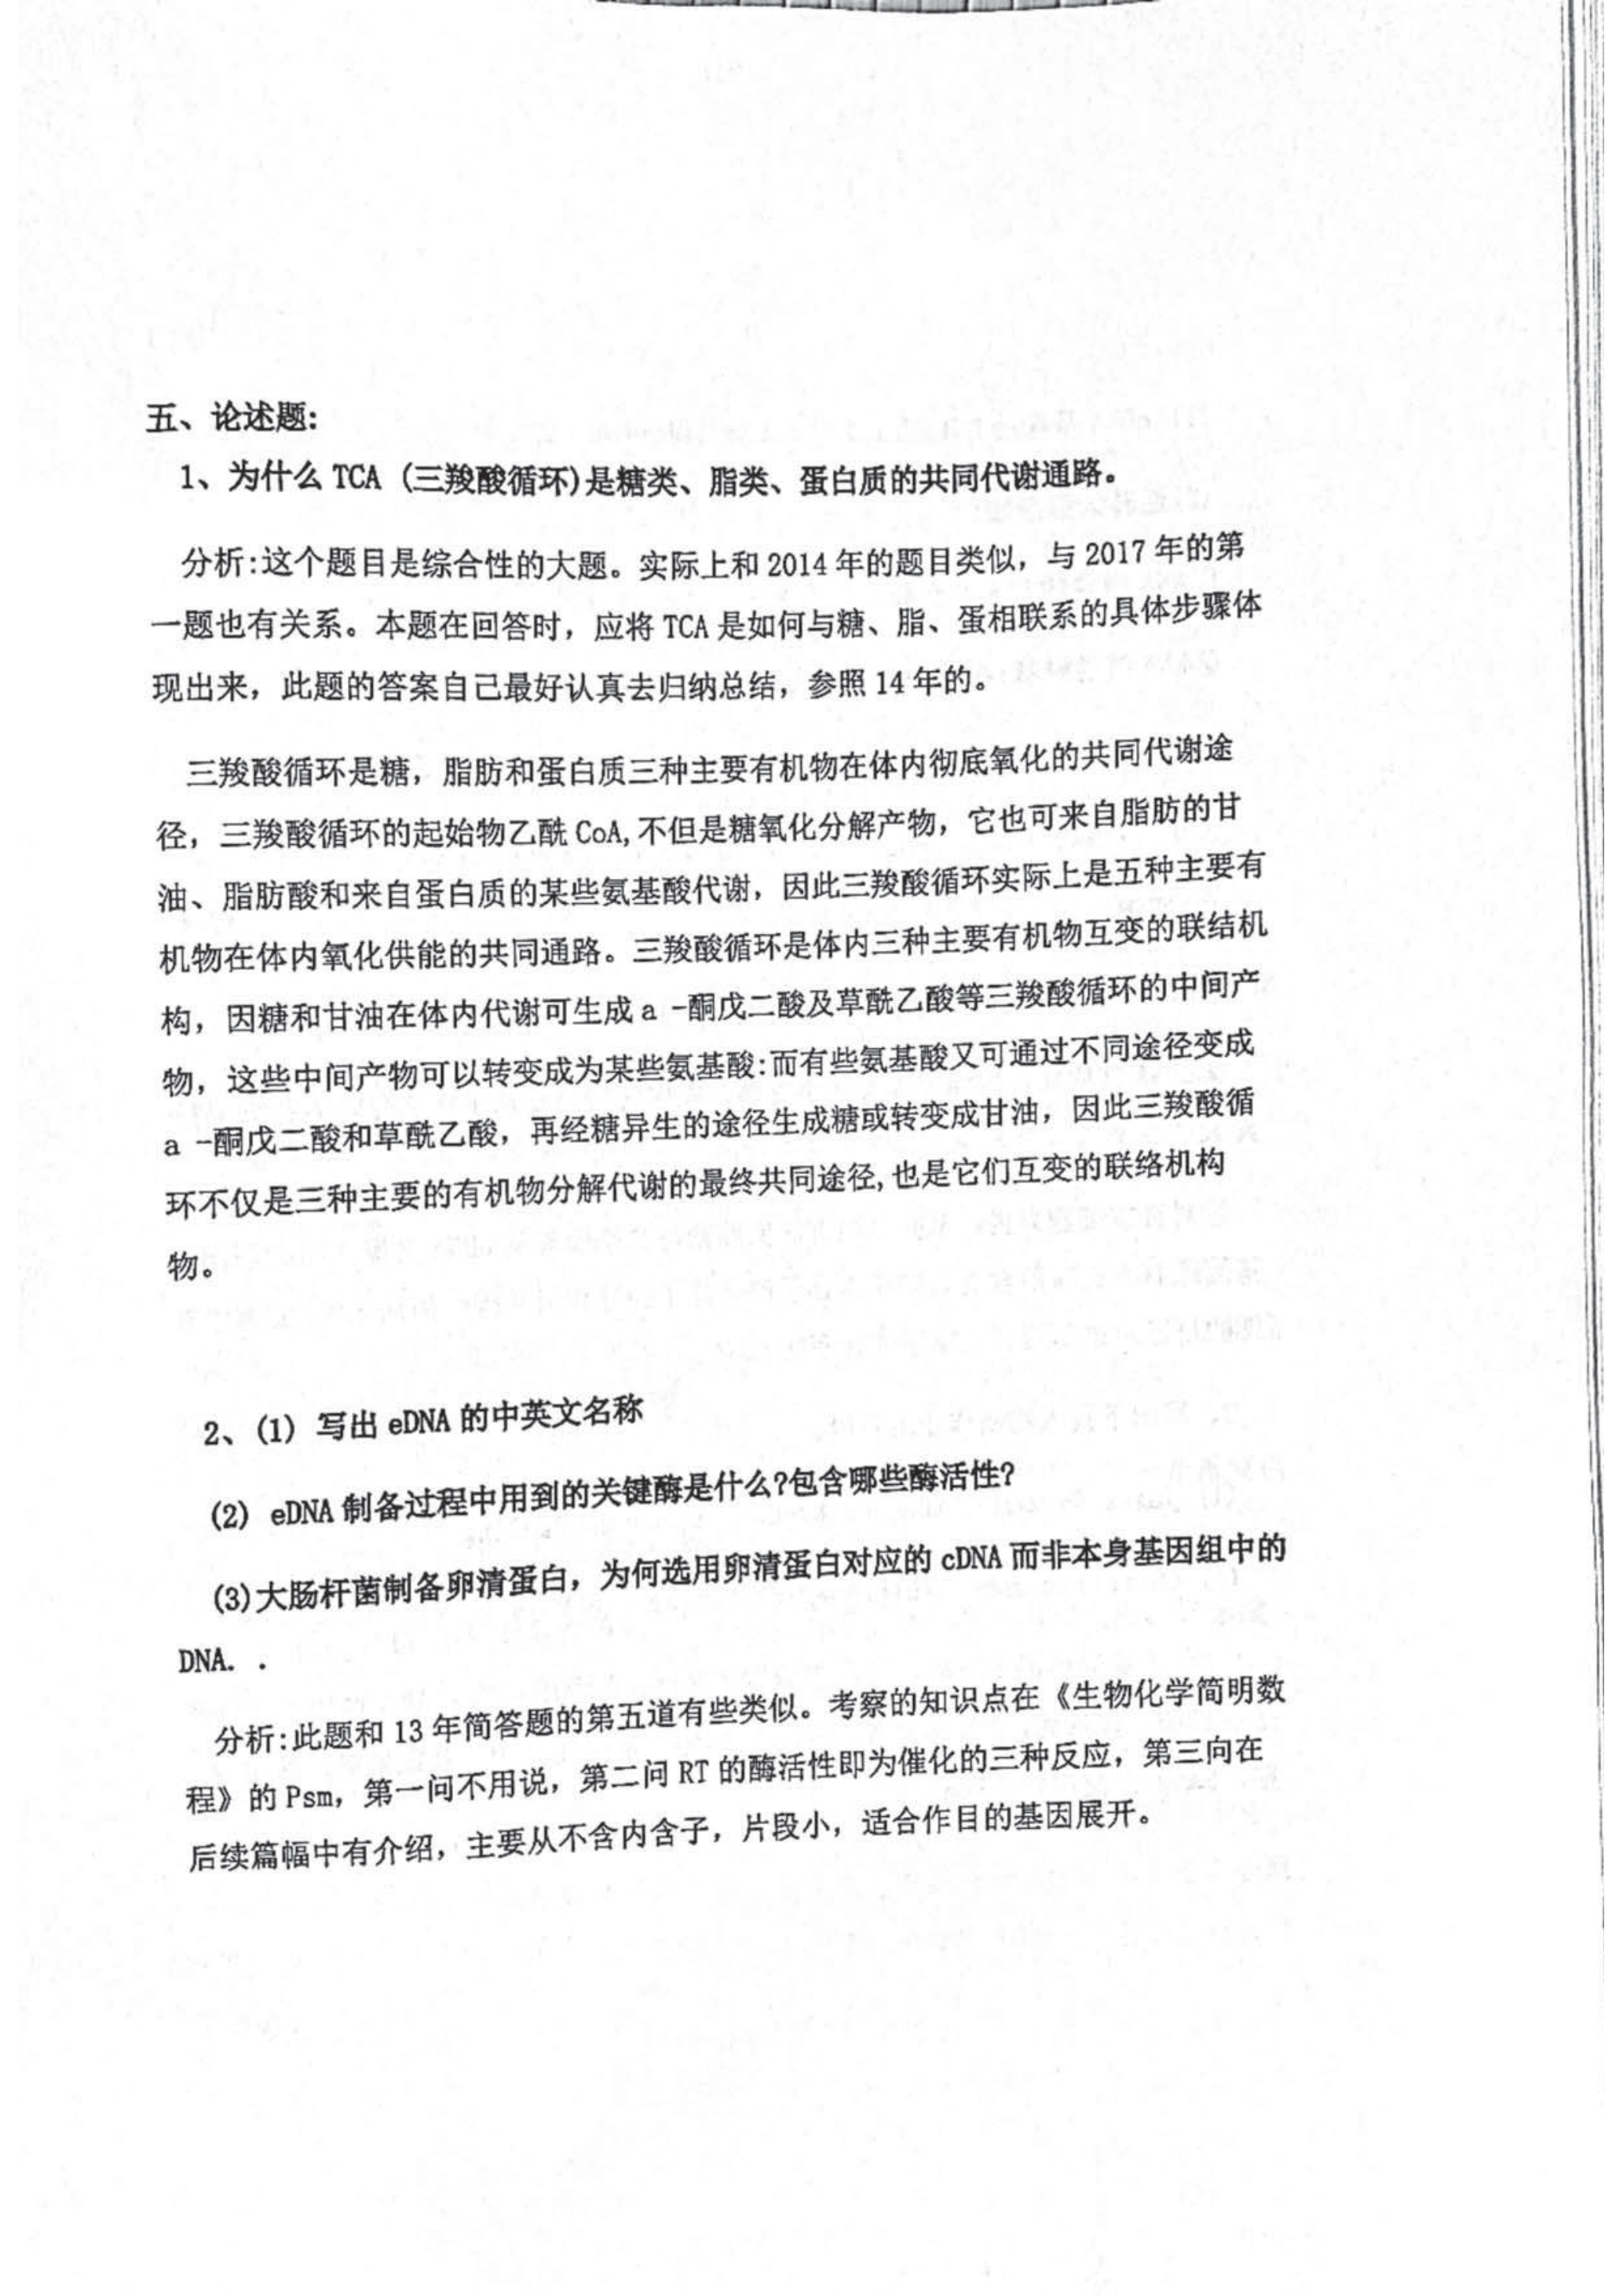 五、论述题:
1、为什么 TCA (三羧酸循环)是糖类、脂类、蛋白质的共同代谢通路。
分析:这个题目是综合性的大题。实际上和 2014 年的题目类似，与 2017 年的第
一题也有关系。本题在回答时，应将 TCA 是如何与糖、脂、蛋相联系的具体步骤体
现出来，此题的答案自己最好认真去归纳总结，参照 14 年的。
三羧酸循环是糖，脂肪和蛋白质三种主要有机物在体内彻底氧化的共同代谢途
径，三羧酸循环的起始物乙酰 CoA,不但是糖氧化分解产物，它也可来自脂肪的甘
油、脂肪酸和来自蛋白质的某些氨基酸代谢，因此三羧酸循环实际上是五种主要有
机物在体内氧化供能的共同通路。三羧酸循环是体内三种主要有机物互变的联结机
构，因糖和甘油在体内代谢可生成 a -酮戊二酸及草酰乙酸等三羧酸循环的中间产
物，这些中间产物可以转变成为某些氨基酸:而有些氨基酸又可通过不同途径变成
a -酮戊二酸和草酰乙酸，再经糖异生的途径生成糖或转变成甘油，因此三羧酸循
环不仅是三种主要的有机物分解代谢的最终共同途径,也是它们互变的联络机构
物。
2、(1) 写出 eDNA 的中英文名称
(2) eDNA 制备过程中用到的关键酶是什么?包含哪些酶活性?
(3)大肠杆菌制备卵清蛋白，为何选用卵清蛋白对应的 cDNA 而非本身基因组中的
DNA. .
分析:此题和 13 年简答题的第五道有些类似。考察的知识点在《生物化学简明数
程》的 Psm，第一问不用说，第二问 RT 的酶活性即为催化的三种反应，第三向在
后续篇幅中有介绍，主要从不含内含子，片段小，适合作目的基因展开。